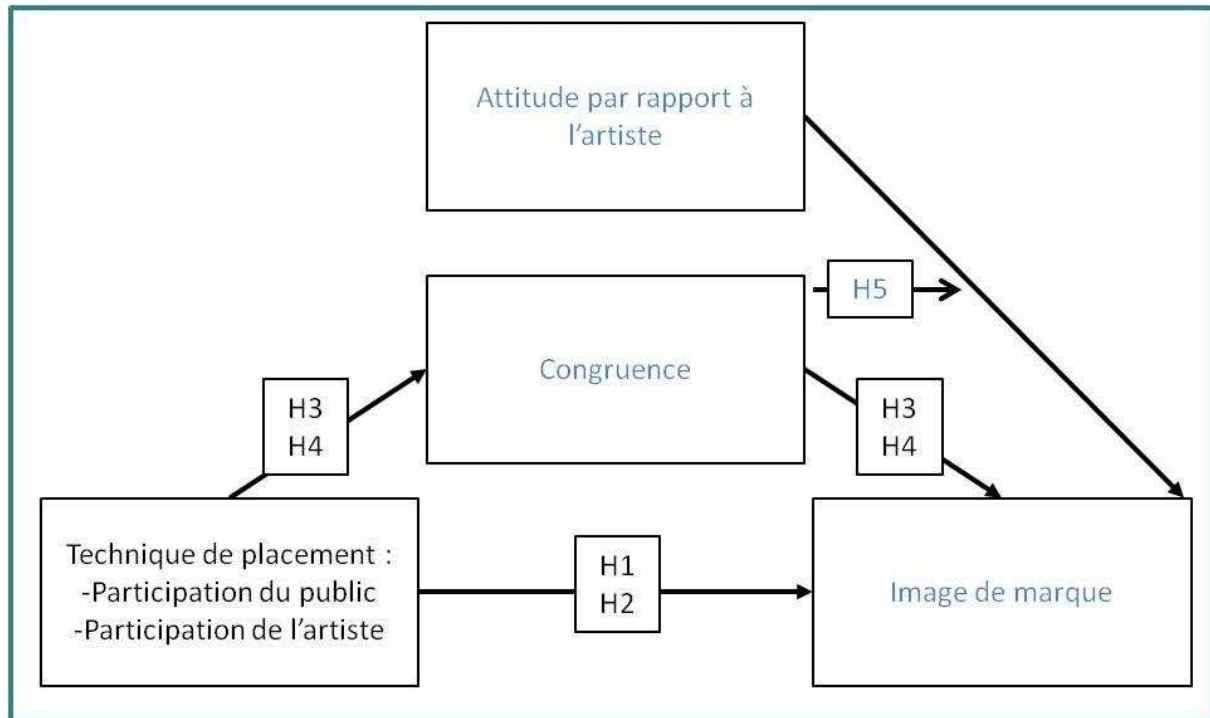 Attitude par rapport à
l’artiste
H5
Congruence
H3
H4
H3
H4
Technique de placement :
-Participation du public
-Participation de l’artiste
H1
H2
Image de marque